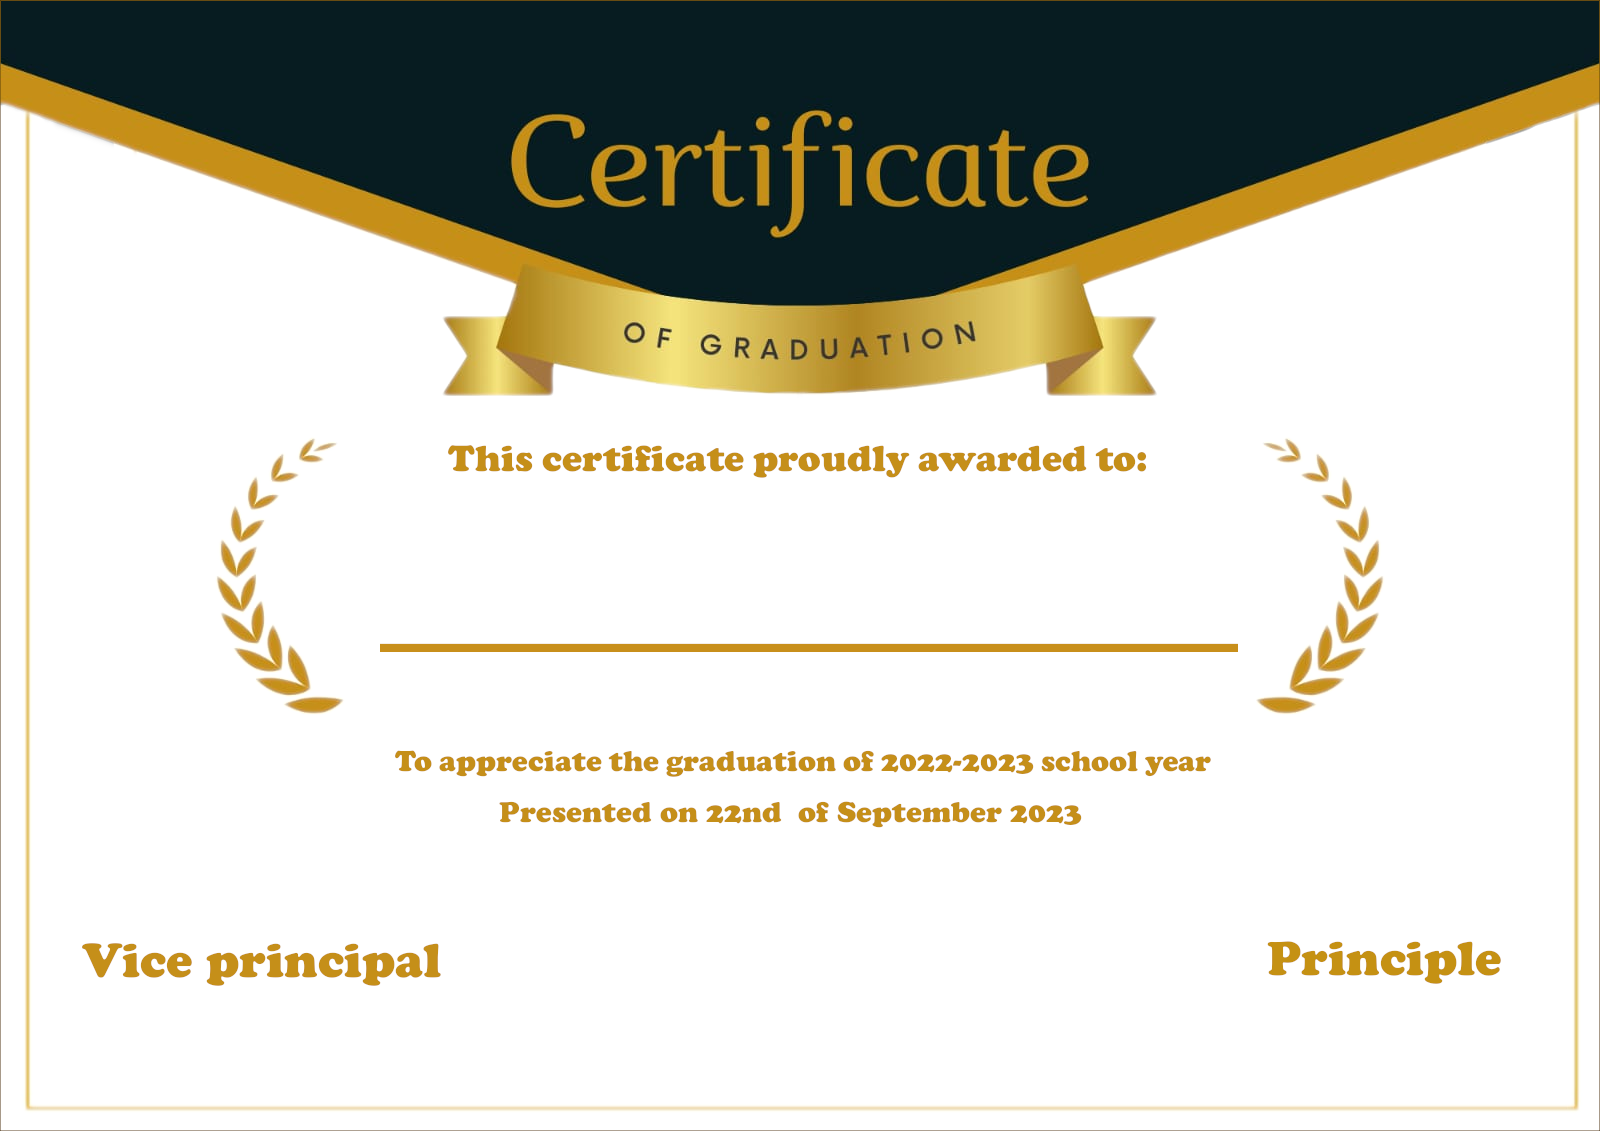 Certificate
OF GRADUATION
This certificate proudly awarded to:
To appreciate the graduation of 2022-2023 school year
Presented on 22nd  of September 2023
Vice principal
Principle